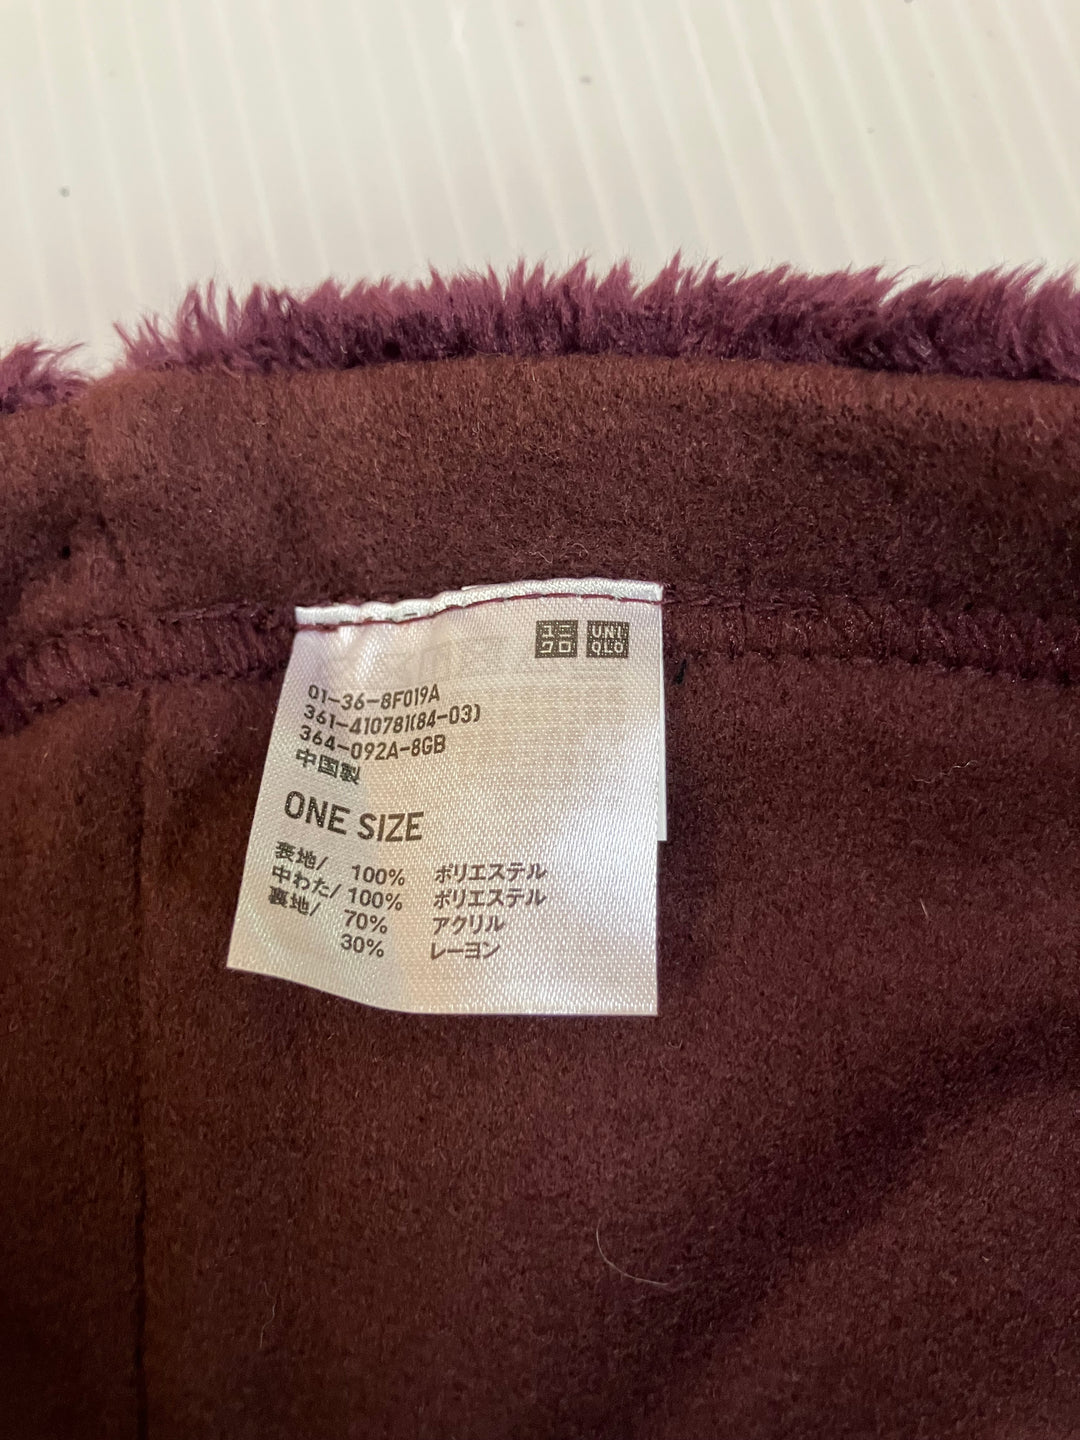 ユニクロ UNIQLO
01-36-8F019A
361-410781(84-03)
364-092A-8GB
中国製
ONE SIZE
表地/ 100% ポリエステル
中わた/ 100% ポリエステル
裏地/ 70% アクリル
30% レーヨン